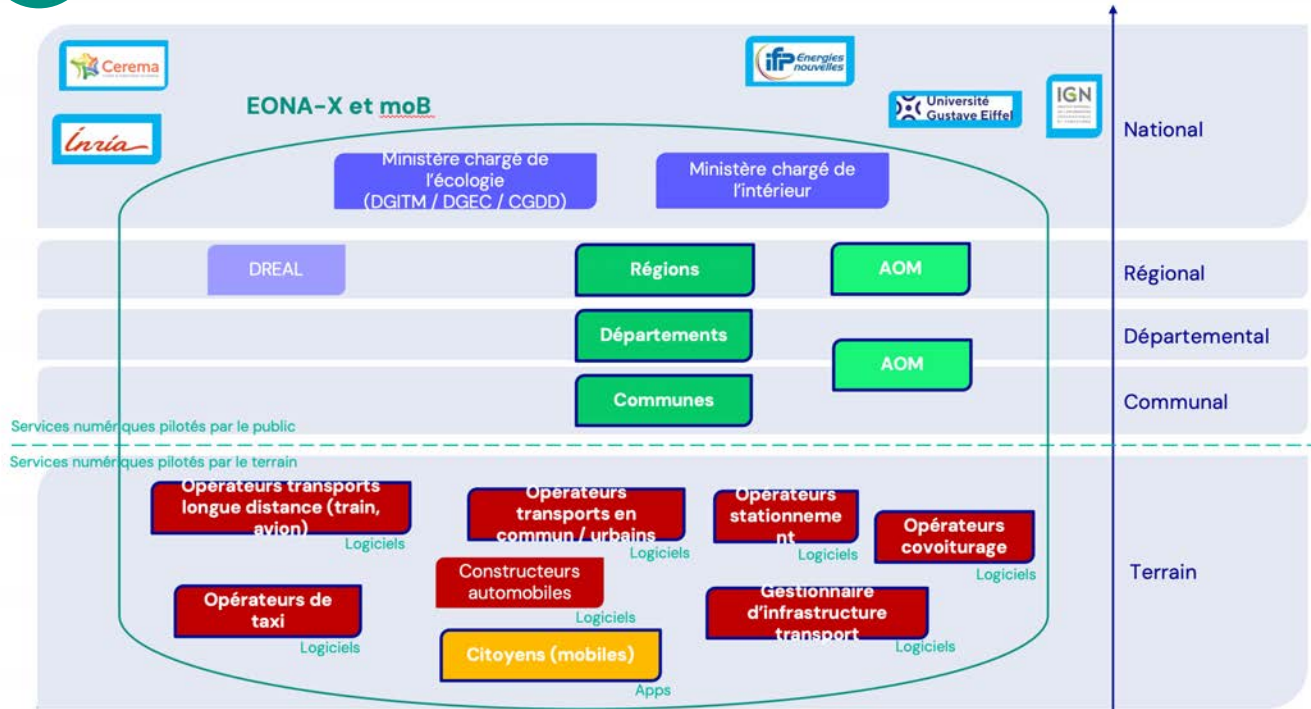 Cerema
ifp Energies
nouvelles
Université
Gustave Eiffel
IGN
Inria
EONA-X et moB
National
Ministère chargé de
l'écologie
(DGITM / DGEC / CGDD)
Ministère chargé de
l'intérieur
DREAL
Régions
AOM
Régional
Départements
Départemental
AOM
Communes
Communal
Services numériques pilotés par le public
Services numériques pilotés par le terrain
Opérateurs transports
longue distance (train,
avion)
Logiciels
Opérateurs
transports en
commun / urbains
Logiciels
Opérateurs
stationneme
nt
Logiciels
Opérateurs
covoiturage
Logiciels
Terrain
Constructeurs
automobiles
Logiciels
Opérateurs de
taxi
Logiciels
Gestionnaire
d'infrastructure
transport
Logiciels
Citoyens (mobiles)
Apps